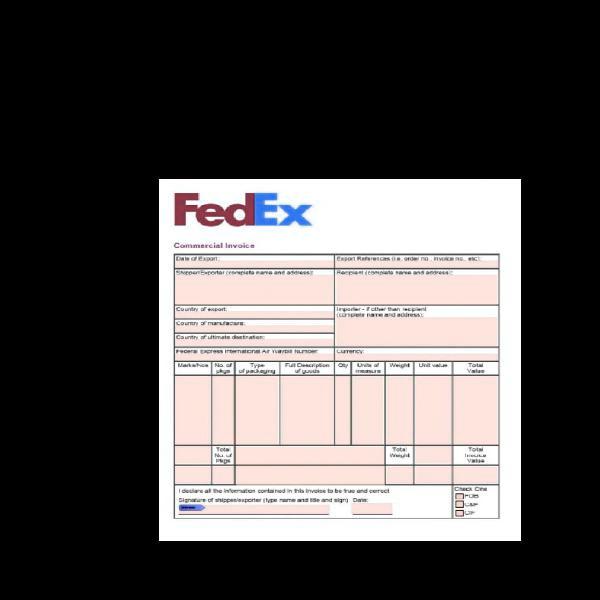 FedEx
Commercial Invoice
Date of Export: Export References (i.e. order no., invoice no., etc):
Shipper/Exporter (complete name and address): Recipient (complete name and address):
Country of export: Importer - if other than recipient
(complete name and address):
Country of manufacture:
Country of ultimate destination:
Federal Express International Air Waybill Number: Currency:
Marks/Nos No. of pkgs Type of packaging Full Description of goods Qty Units of measure Weight Unit value Total Value
Total No. of Pkgs Total Weight Total Invoice Value
I declare all the information contained in this invoice to be true and correct
Signature of shipper/exporter (type name and title and sign) Date:
Check One
FOB
C&F
CIF